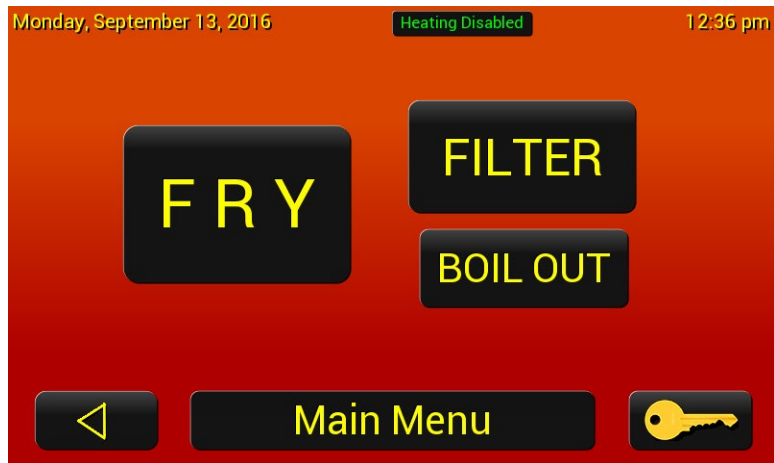 Monday, September 13, 2016 Heating Disabled 12:36 pm
F R Y
FILTER
BOIL OUT
Main Menu